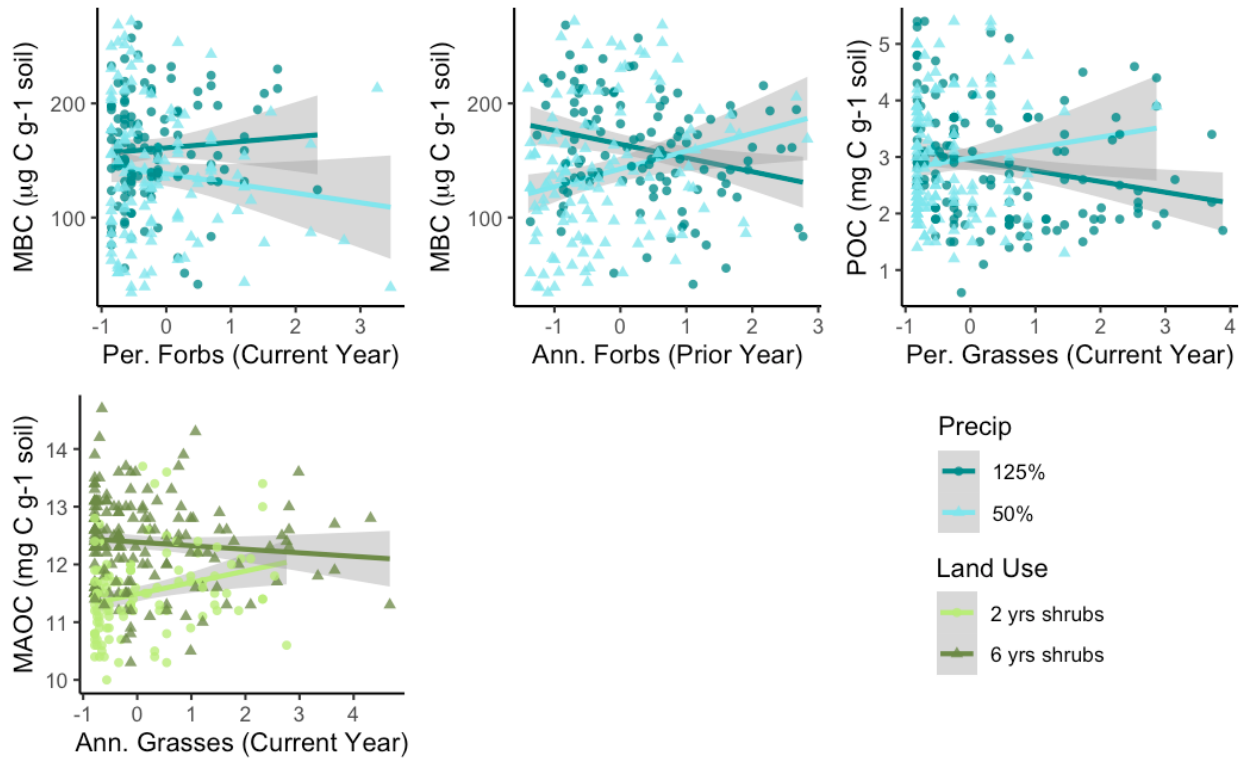 MBC (μg C g-1 soil)
200
100
-1 0 1 2 3
Per. Forbs (Current Year)
MBC (μg C g-1 soil)
200
100
-1 0 1 2 3
Ann. Forbs (Prior Year)
POC (mg C g-1 soil)
5
4
3
2
1
-1 0 1 2 3 4
Per. Grasses (Current Year)
MAOC (mg C g-1 soil)
14
13
12
11
10
-1 0 1 2 3 4
Ann. Grasses (Current Year)
Precip
125%
50%
Land Use
2 yrs shrubs
6 yrs shrubs